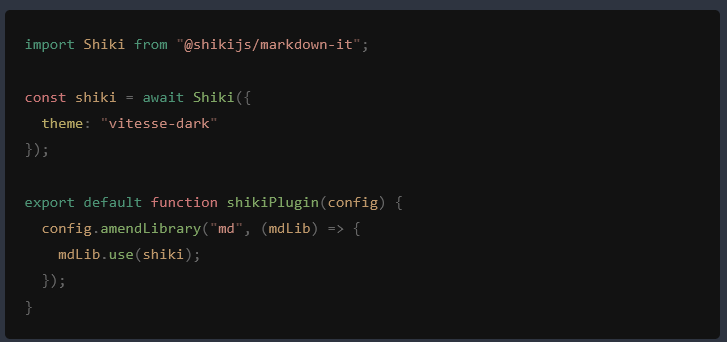 import Shiki from "@shikijs/markdown-it";
const shiki = await Shiki({
  theme: "vitesse-dark"
});
export default function shikiPlugin(config) {
  config.amendLibrary("md", (mdLib) => {
    mdLib.use(shiki);
  });
}